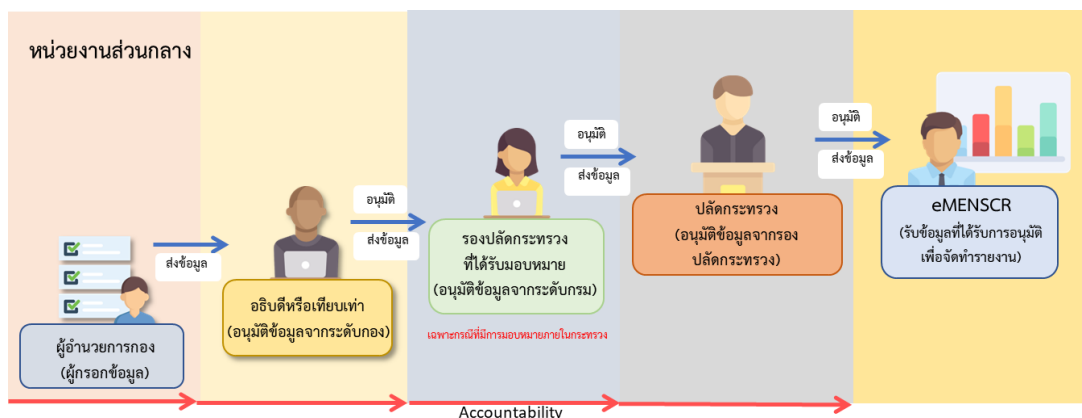 หน่วยงานส่วนกลาง
ส่งข้อมูล
ผู้อำนวยการกอง
(ผู้กรอกข้อมูล)
อธิบดีหรือเทียบเท่า
(อนุมัติข้อมูลจากระดับกอง)
อนุมัติ
ส่งข้อมูล
รองปลัดกระทรวง
ที่ได้รับมอบหมาย
(อนุมัติข้อมูลจากระดับกรม)
เฉพาะกรณีที่มีการมอบหมายภายในกระทรวง
อนุมัติ
ส่งข้อมูล
ปลัดกระทรวง
(อนุมัติข้อมูลจากรอง
ปลัดกระทรวง)
อนุมัติ
ส่งข้อมูล
eMENSCR
(รับข้อมูลที่ได้รับการอนุมัติ
เพื่อจัดทำรายงาน)
Accountability